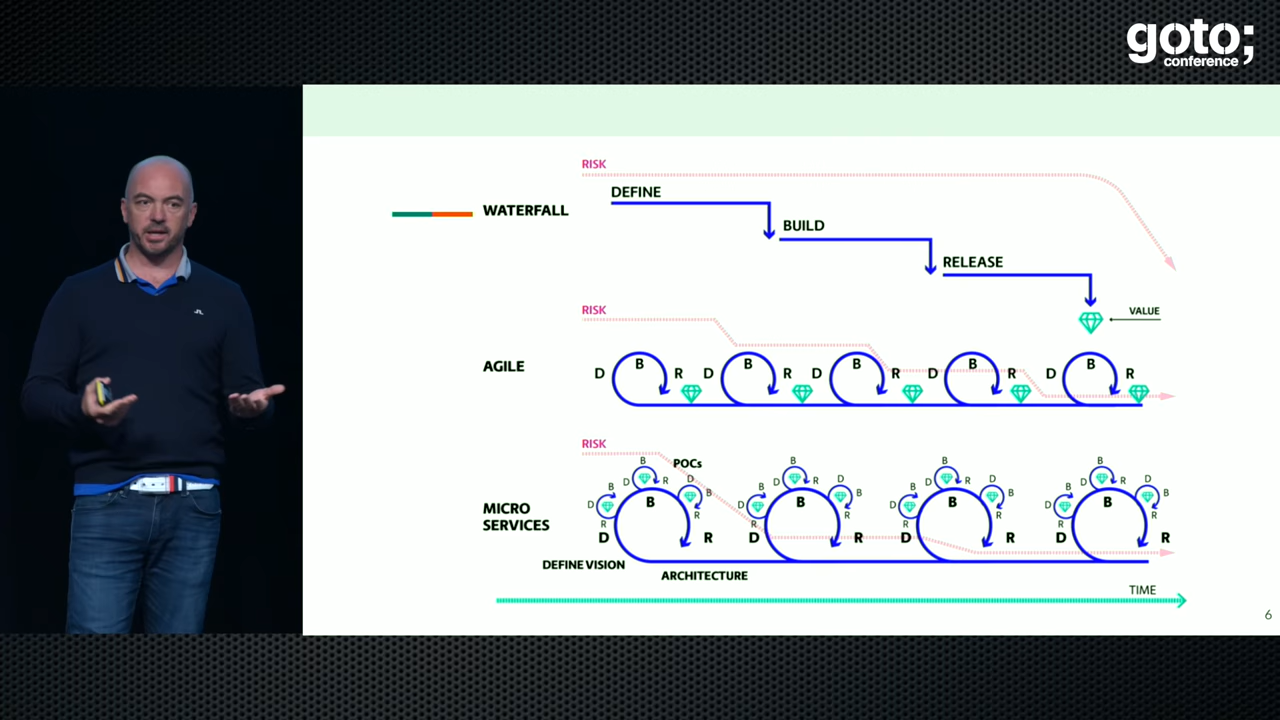 goto;
conference
RISK
WATERFALL
DEFINE
BUILD
RELEASE
VALUE
RISK
AGILE
D B R D B R D B R D B R D B R
RISK
POCs
MICRO
SERVICES
B B B B
D R D D R D D R D D R D
B B B B B B B B
D D D D
R R R R R R R R
B B B B
D R D R D R D R
DEFINE VISION
ARCHITECTURE
TIME
6